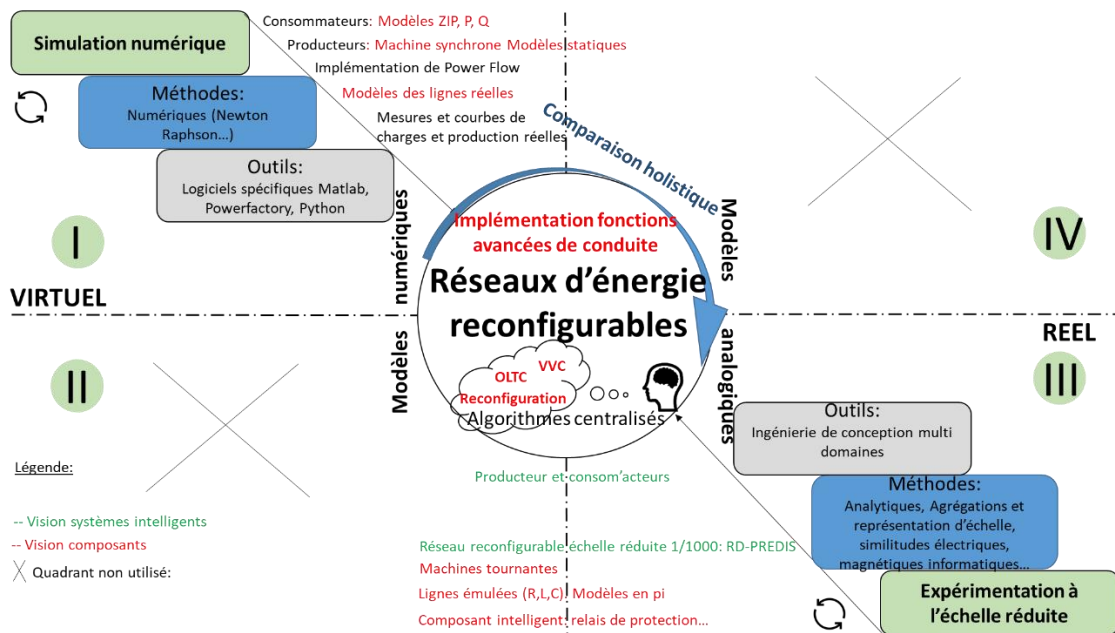 Simulation numérique
Méthodes:
Numériques (Newton
Raphson...)
Outils:
Logiciels spécifiques Matlab,
Powerfactory, Python
Consommateurs: Modèles ZIP, P, Q
Producteurs: Machine synchrone Modèles statiques
Implémentation de Power Flow
Modèles des lignes réelles
Mesures et courbes de
charges et production réelles
Comparaison holistique
I
IV
VIRTUEL
Modèles
numériques
Implémentation fonctions
avancées de conduite
Réseaux d'énergie
reconfigurables
VVC
OLTC
Reconfiguration
Algorithmes centralisés
Modèles
analogiques
REEL
II
III
Légende:
-- Vision systèmes intelligents
-- Vision composants
Quadrant non utilisé:
Producteur et consom'acteurs
Réseau reconfigurable échelle réduite 1/1000: RD-PREDIS
Machines tournantes
Lignes émulées (R,L,C), Modèles en pi
Composant intelligent: relais de protection...
Outils:
Ingénierie de conception multi
domaines
Méthodes:
Analytiques, Agrégations et
représentation d'échelle,
similitudes électriques,
magnétiques informatiques...
Expérimentation à
l'échelle réduite